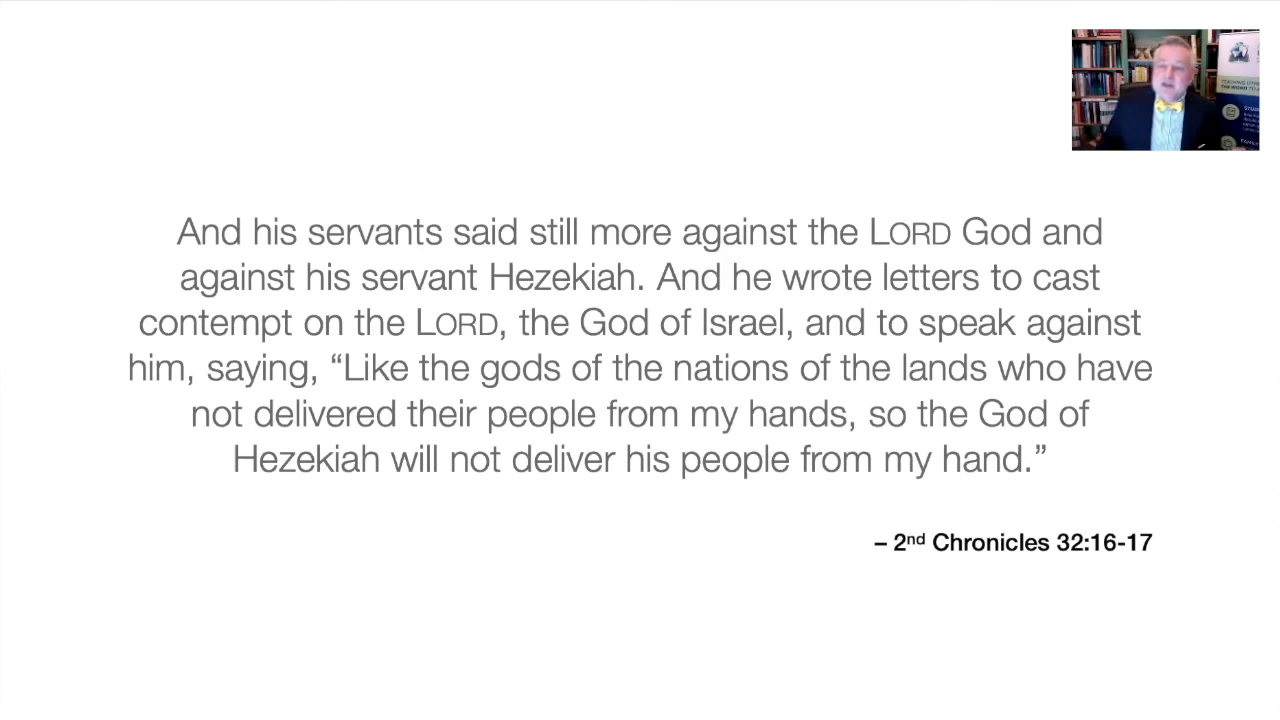 And his servants said still more against the LORD God and
against his servant Hezekiah. And he wrote letters to cast
contempt on the LORD, the God of Israel, and to speak against
him, saying, “Like the gods of the nations of the lands who have
not delivered their people from my hands, so the God of
Hezekiah will not deliver his people from my hand.”
– 2nd Chronicles 32:16-17